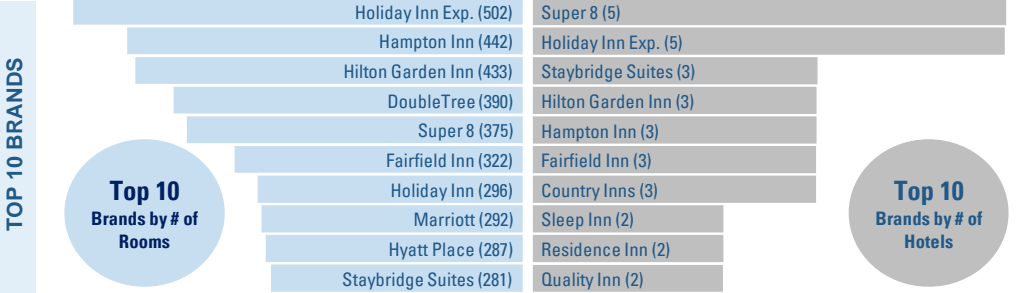 TOP 10 BRANDS
Holiday Inn Exp. (502)
Hampton Inn (442)
Hilton Garden Inn (433)
DoubleTree (390)
Super 8 (375)
Fairfield Inn (322)
Holiday Inn (296)
Marriott (292)
Hyatt Place (287)
Staybridge Suites (281)
Top 10
Brands by # of
Rooms
Super 8 (5)
Holiday Inn Exp. (5)
Staybridge Suites (3)
Hilton Garden Inn (3)
Hampton Inn (3)
Fairfield Inn (3)
Country Inns (3)
Sleep Inn (2)
Residence Inn (2)
Quality Inn (2)
Top 10
Brands by # of
Hotels